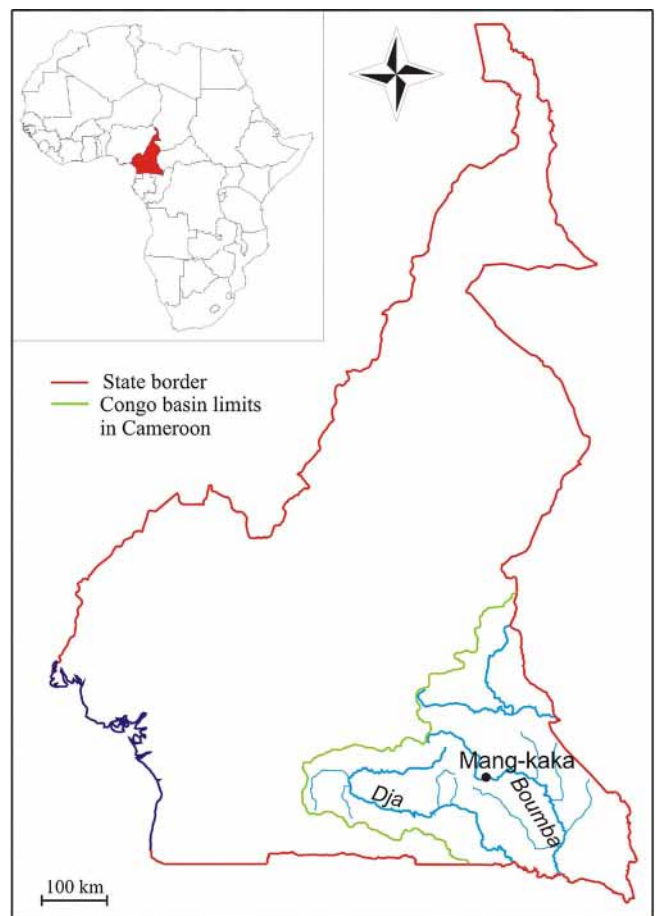 State border
Congo basin limits
in Cameroon
Mang-kaka
Dja
Boumba
100 km